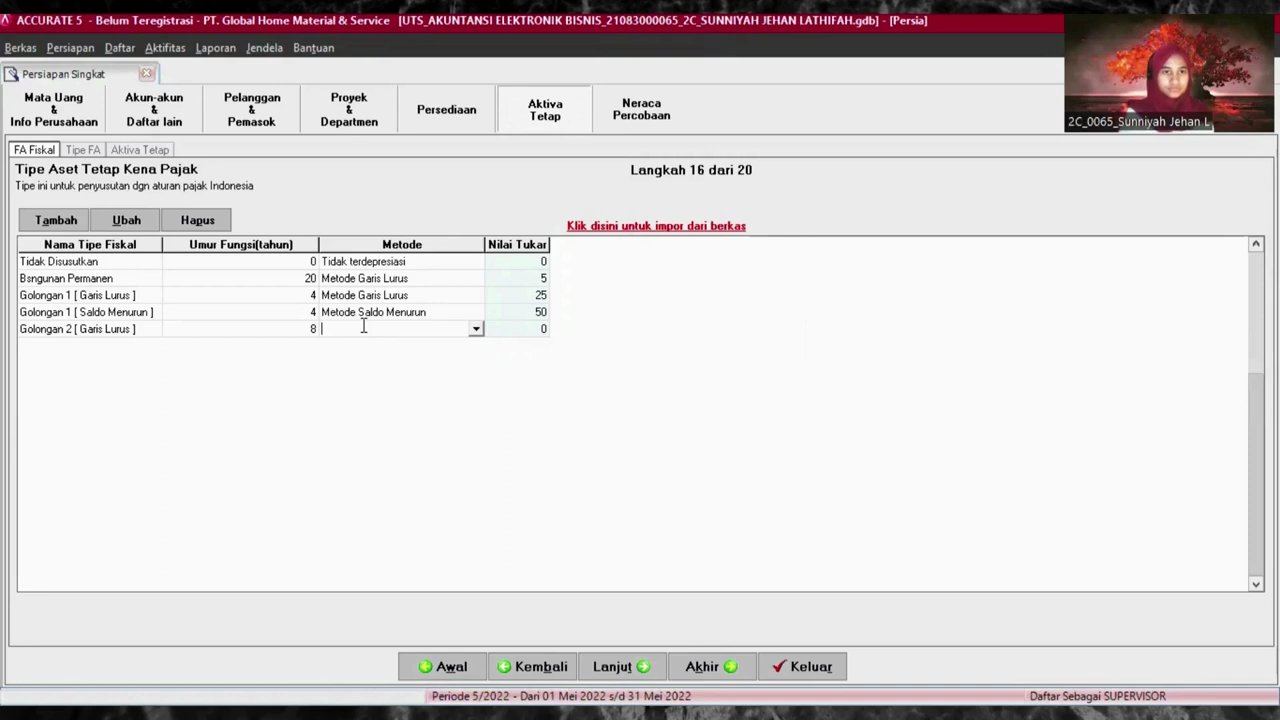 ACCURATE 5 - Belum Teregistrasi - PT. Global Home Material & Service [UTS_AKUNTANSI ELEKTRONIK BISNIS_21083000065_2C_SUNNIYAH JEHAN LATHIFAH.gdb] - [Persia]
Berkas Persiapan Daftar Aktifitas Laporan Jendela Bantuan
Persiapan Singkat
Mata Uang & Info Perusahaan
Akun-akun & Daftar lain
Pelanggan & Pemasok
Proyek & Departmen
Persediaan
Aktiva Tetap
Neraca Percobaan
2C_0065_Sunniyah Jehan L
FA Fiskal Tipe FA Aktiva Tetap
Tipe Aset Tetap Kena Pajak Langkah 16 dari 20
Tipe ini untuk penyusutan dgn aturan pajak Indonesia
Tambah Ubah Hapus Klik disini untuk impor dari berkas
Nama Tipe Fiskal Umur Fungsi(tahun) Metode Nilai Tukar
Tidak Disusutkan 0 Tidak terdepresiasi 0
Bsngunan Permanen 20 Metode Garis Lurus 5
Golongan 1 [ Garis Lurus ] 4 Metode Garis Lurus 25
Golongan 1 [ Saldo Menurun ] 4 Metode Saldo Menurun 50
Golongan 2 [ Garis Lurus ] 8 0
Awal Kembali Lanjut Akhir Keluar
Periode 5/2022 - Dari 01 Mei 2022 s/d 31 Mei 2022 Daftar Sebagai SUPERVISOR